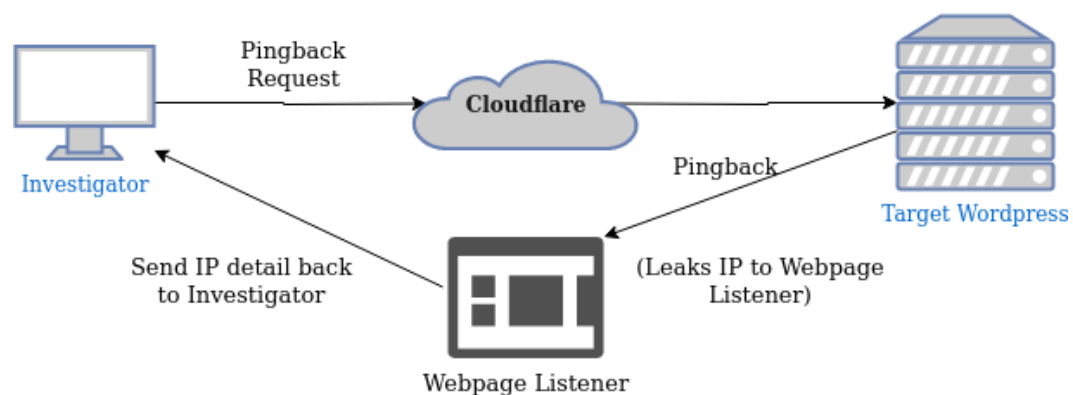 Pingback
Request
Cloudflare
Investigator
Pingback
Target Wordpress
Send IP detail back
to Investigator
(Leaks IP to Webpage
Listener)
Webpage Listener